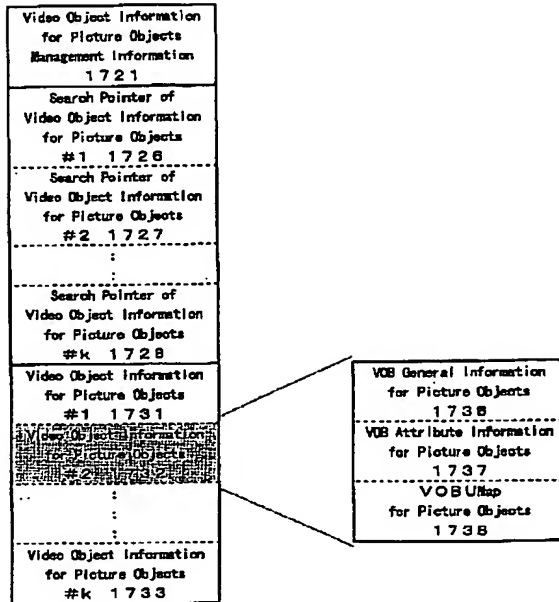 Video Object Information
for Picture Objects
Management Information
1721
Search Pointer of
Video Object Information
for Picture Objects
#1 1726
Search Pointer of
Video Object Information
for Picture Objects
#2 1727
Search Pointer of
Video Object Information
for Picture Objects
#k 1728
Video Object Information
for Picture Objects
#1 1731
Video Object Information
for Picture Objects
#2
Video Object Information
for Picture Objects
#k 1733
VOB General Information
for Picture Objects
1736
VOB Attribute Information
for Picture Objects
1737
VOBUMap
for Picture Objects
1738